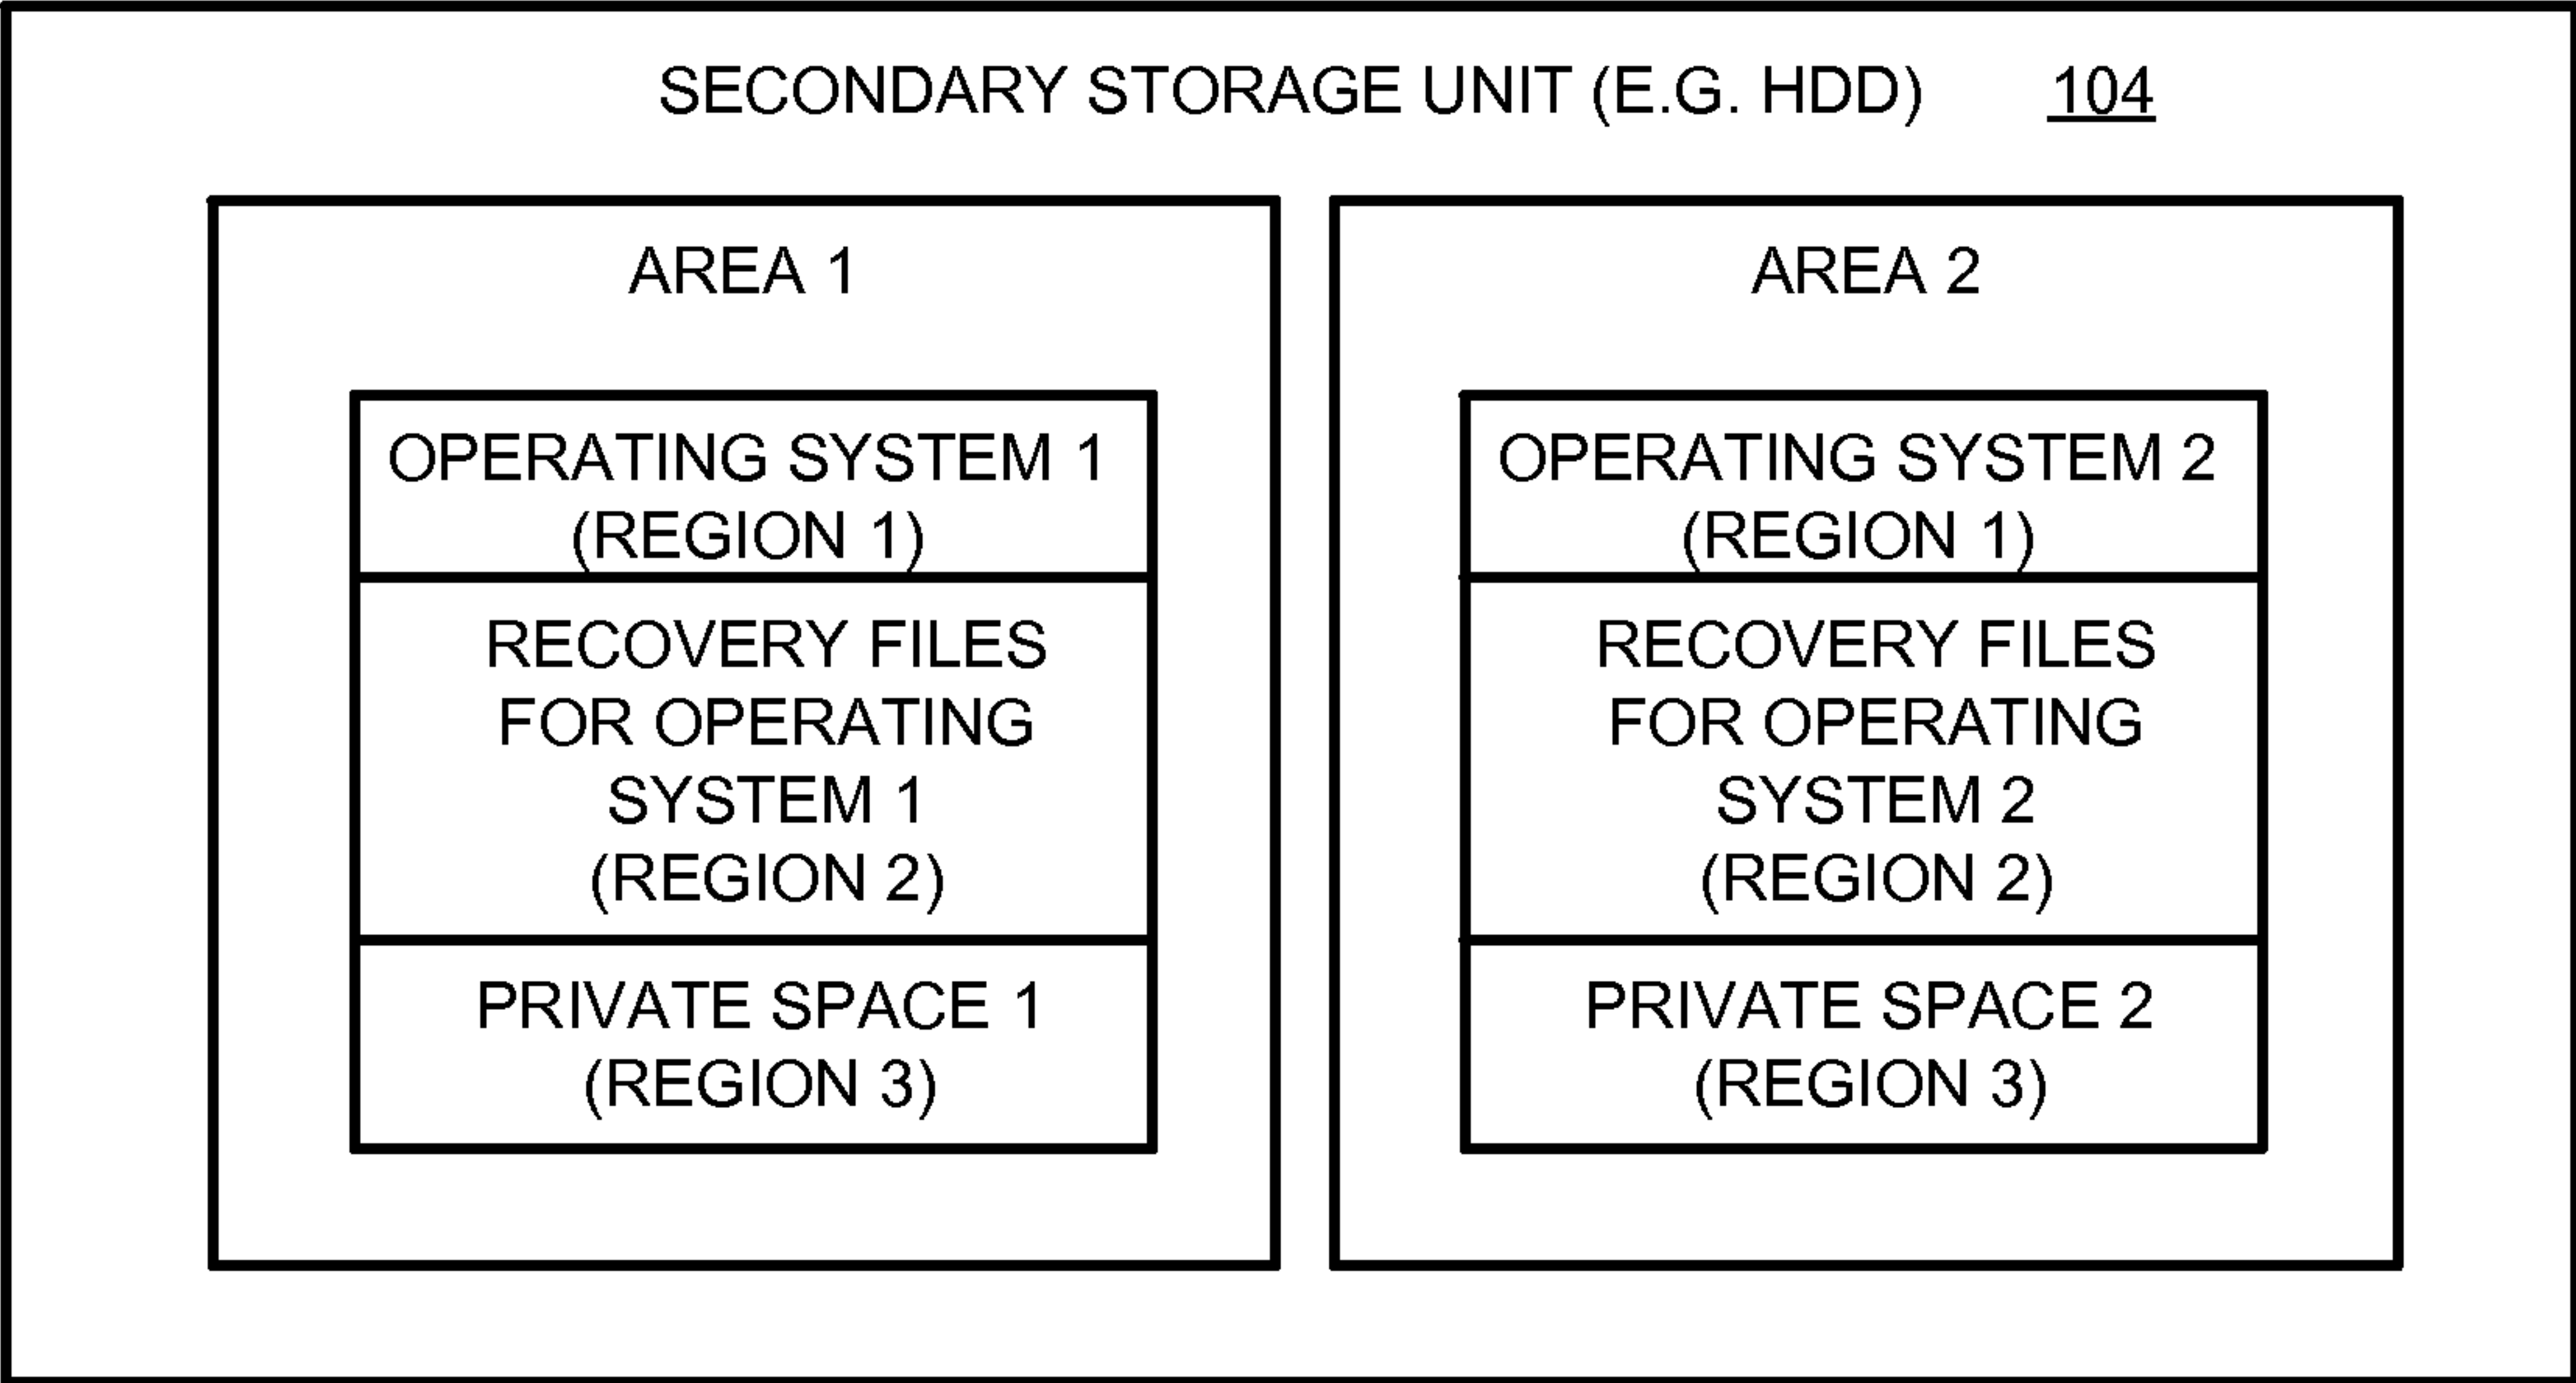 SECONDARY STORAGE UNIT (E.G. HDD) 104
AREA 1
OPERATING SYSTEM 1
(REGION 1)
RECOVERY FILES
FOR OPERATING
SYSTEM 1
(REGION 2)
PRIVATE SPACE 1
(REGION 3)
AREA 2
OPERATING SYSTEM 2
(REGION 1)
RECOVERY FILES
FOR OPERATING
SYSTEM 2
(REGION 2)
PRIVATE SPACE 2
(REGION 3)